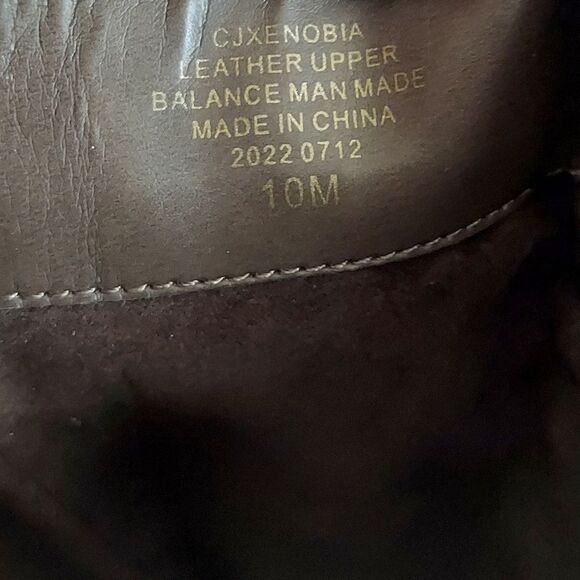 CJXENOBIA
LEATHER UPPER
BALANCE MAN MADE
MADE IN CHINA
2022 0712
10M